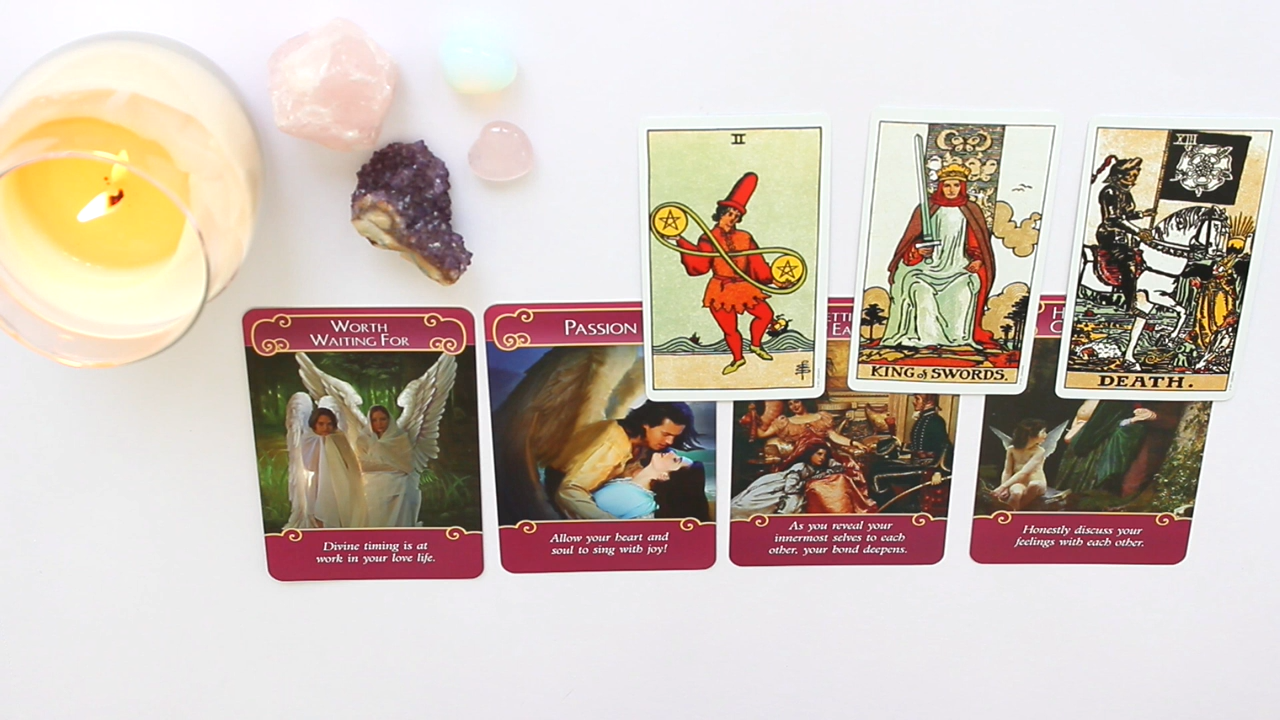 WORTH
WAITING FOR
Divine timing is at
work in your love life.
PASSION
Allow your heart and
soul to sing with joy!
As you reveal your
innermost selves to each
other, your bond deepens.
Honestly discuss your
feelings with each other.
II
KING of SWORDS.
XIII
DEATH.